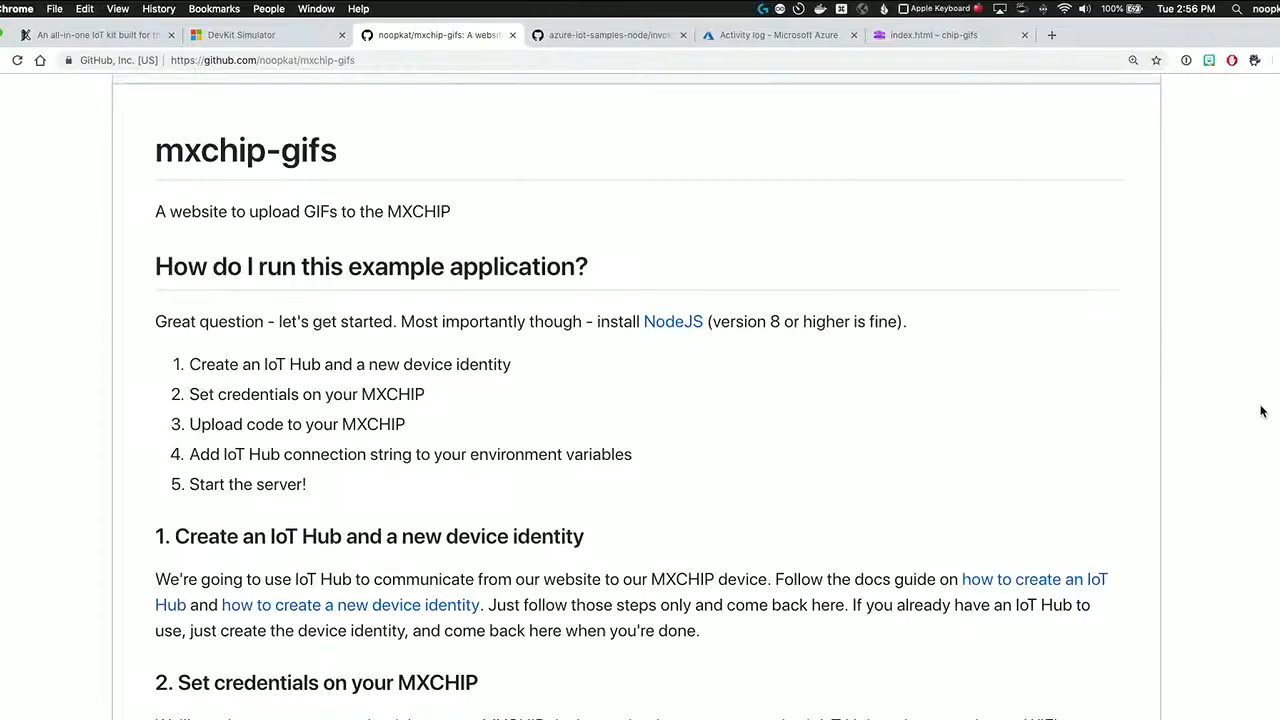 Chrome File Edit View History Bookmarks People Window Help Apple Keyboard 100% Tue 2:56 PM noopk
An all-in-one IoT kit built for th × DevKit Simulator × noopkat/mxchip-gifs: A websit × azure-iot-samples-node/invok × Activity log - Microsoft Azure × index.html – chip-gifs × +
GitHub, Inc. [US] | https://github.com/noopkat/mxchip-gifs
mxchip-gifs
A website to upload GIFs to the MXCHIP
How do I run this example application?
Great question - let's get started. Most importantly though - install NodeJS (version 8 or higher is fine).
1. Create an IoT Hub and a new device identity
2. Set credentials on your MXCHIP
3. Upload code to your MXCHIP
4. Add IoT Hub connection string to your environment variables
5. Start the server!
1. Create an IoT Hub and a new device identity
We're going to use IoT Hub to communicate from our website to our MXCHIP device. Follow the docs guide on how to create an IoT
Hub and how to create a new device identity. Just follow those steps only and come back here. If you already have an IoT Hub to
use, just create the device identity, and come back here when you're done.
2. Set credentials on your MXCHIP